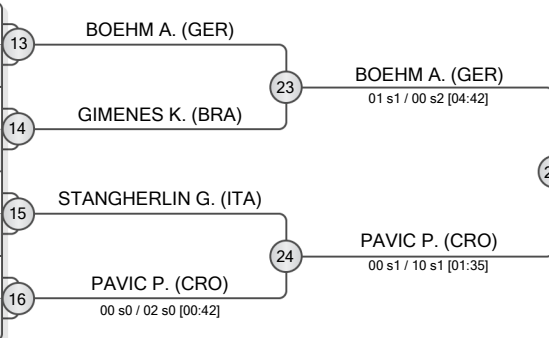 13
BOEHM A. (GER)
23
BOEHM A. (GER)
01 s1 / 00 s2 [04:42]
14
GIMENES K. (BRA)
15
STANGHERLIN G. (ITA)
24
PAVIC P. (CRO)
00 s1 / 10 s1 [01:35]
16
PAVIC P. (CRO)
00 s0 / 02 s0 [00:42]